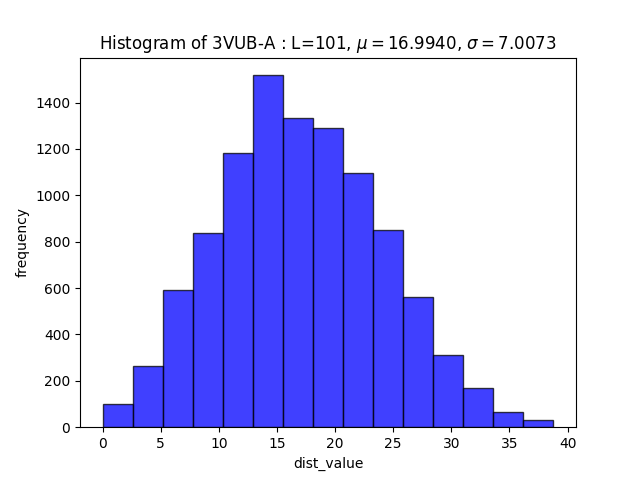 Histogram of 3VUB-A : L=101, μ = 16.9940, σ = 7.0073
1400
1200
1000
800
600
400
200
0
frequency
0 5 10 15 20 25 30 35 40
dist_value